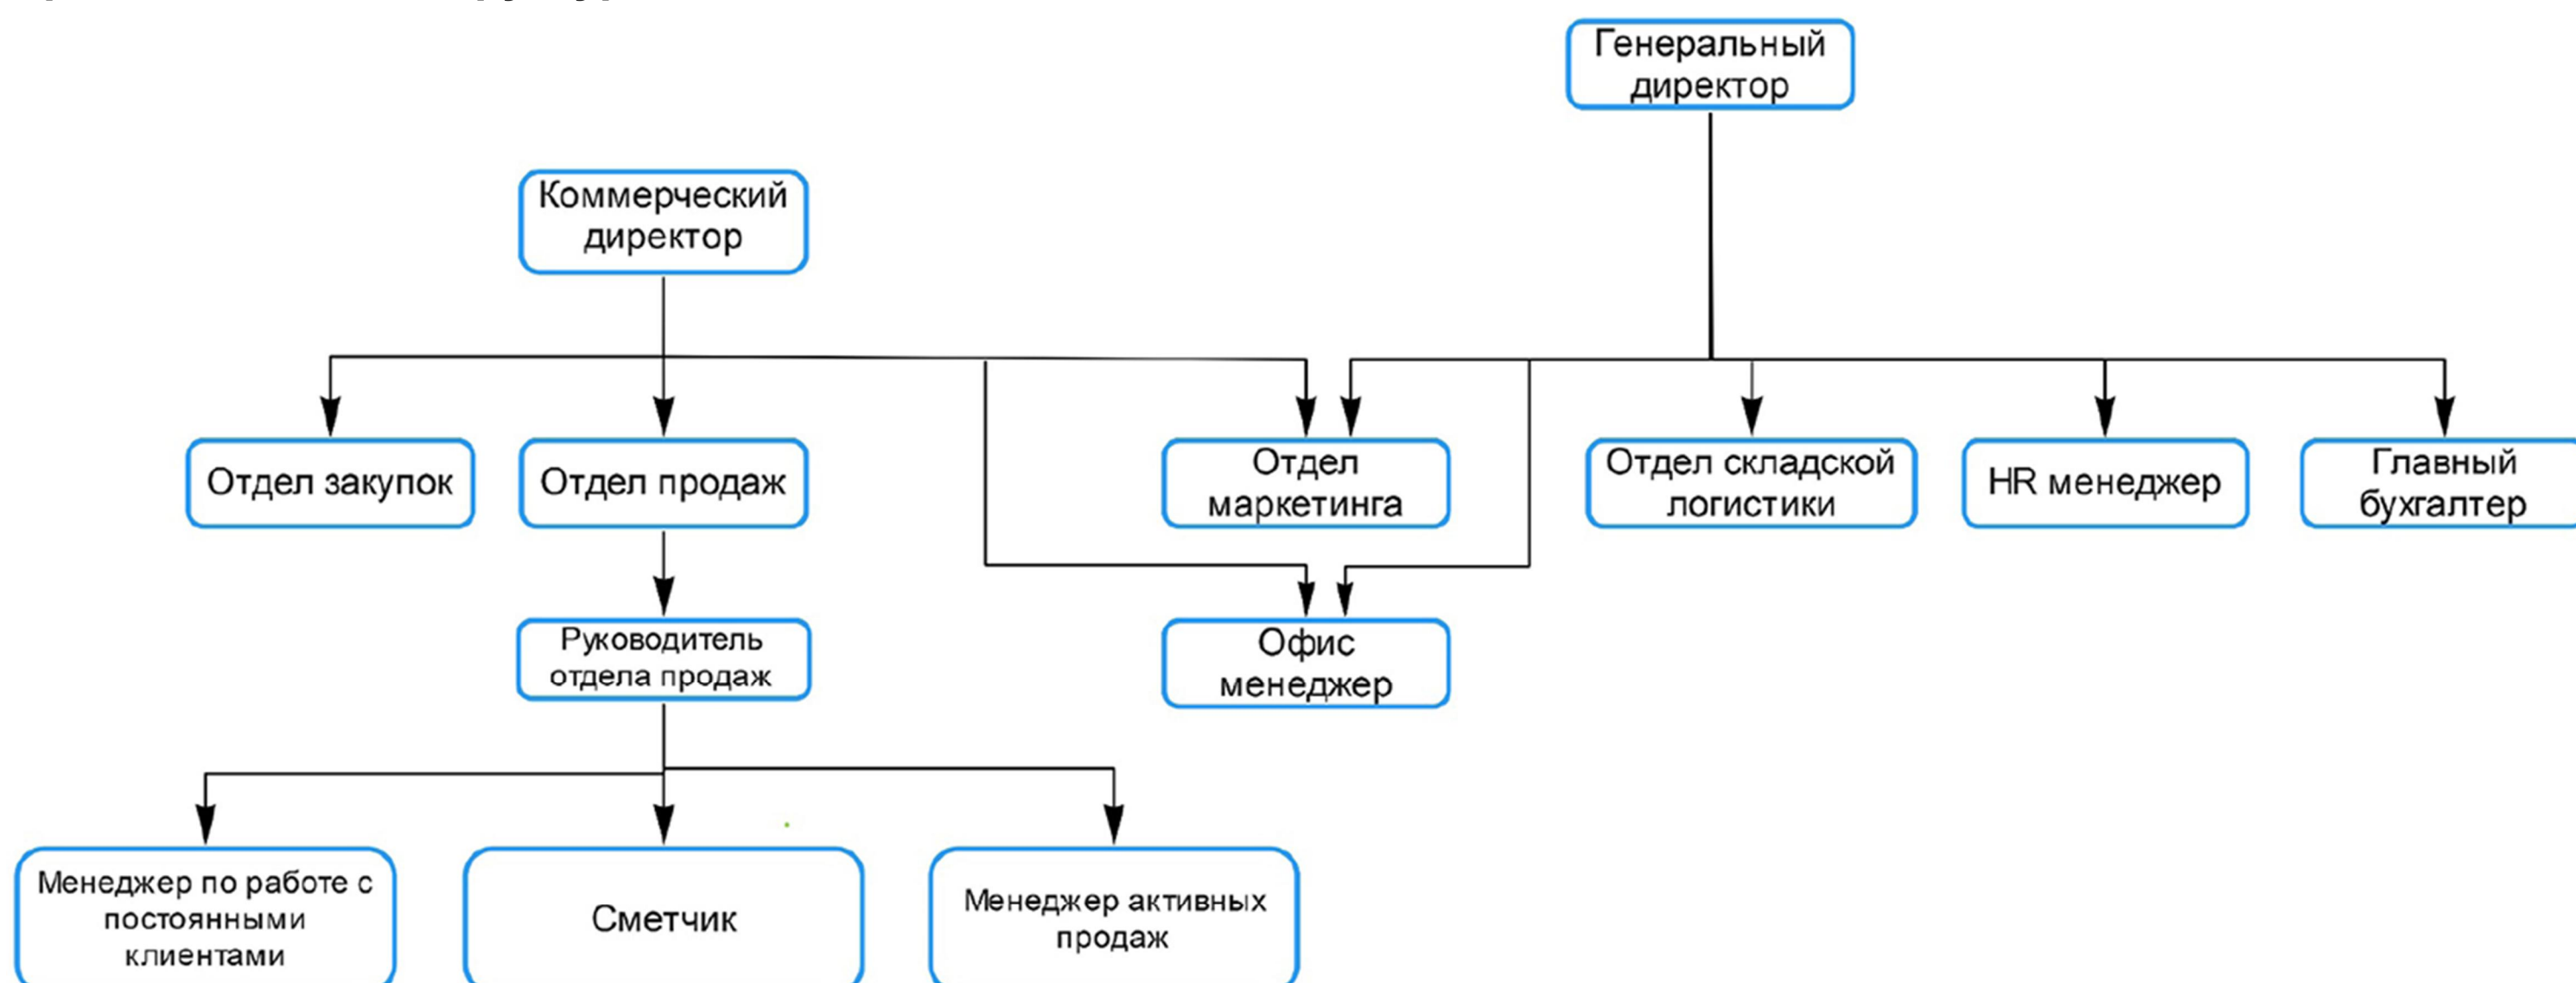 Генеральный
директор
Коммерческий
директор
Отдел закупок
Отдел продаж
Отдел
маркетинга
Отдел складской
логистики
HR менеджер
Главный
бухгалтер
Руководитель
отдела продаж
Офис
менеджер
Менеджер по работе с
постоянными
клиентами
Сметчик
Менеджер активных
продаж